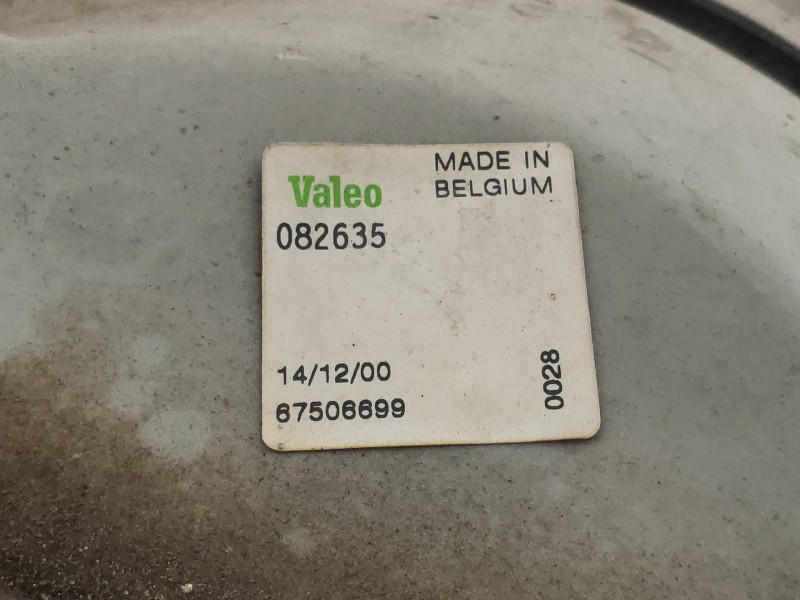 Valeo
MADE IN
BELGIUM
082635
14/12/00
67506699
0028